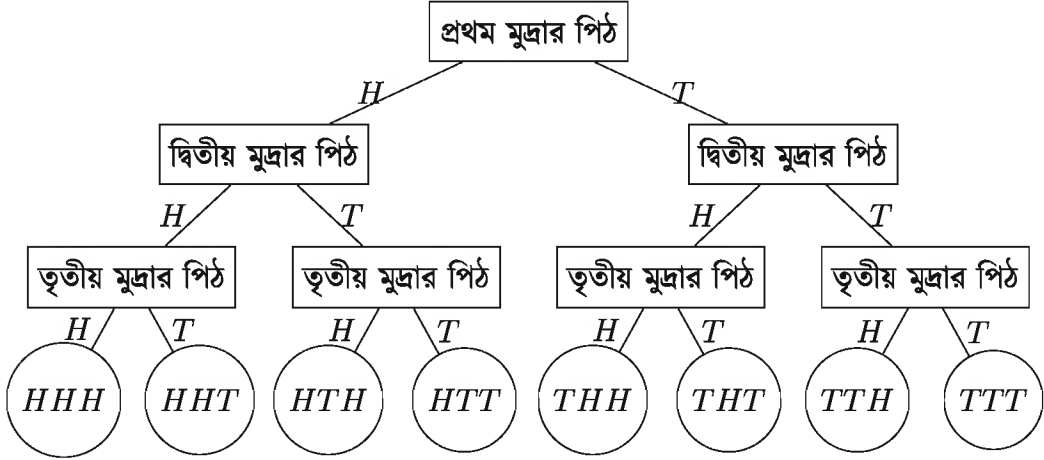 প্রথম মুদ্রার পিঠ
H T
দ্বিতীয় মুদ্রার পিঠ দ্বিতীয় মুদ্রার পিঠ
H T H T
তৃতীয় মুদ্রার পিঠ তৃতীয় মুদ্রার পিঠ তৃতীয় মুদ্রার পিঠ তৃতীয় মুদ্রার পিঠ
H T H T H T H T
HHH HHT HTH HTT THH THT TTH TTT